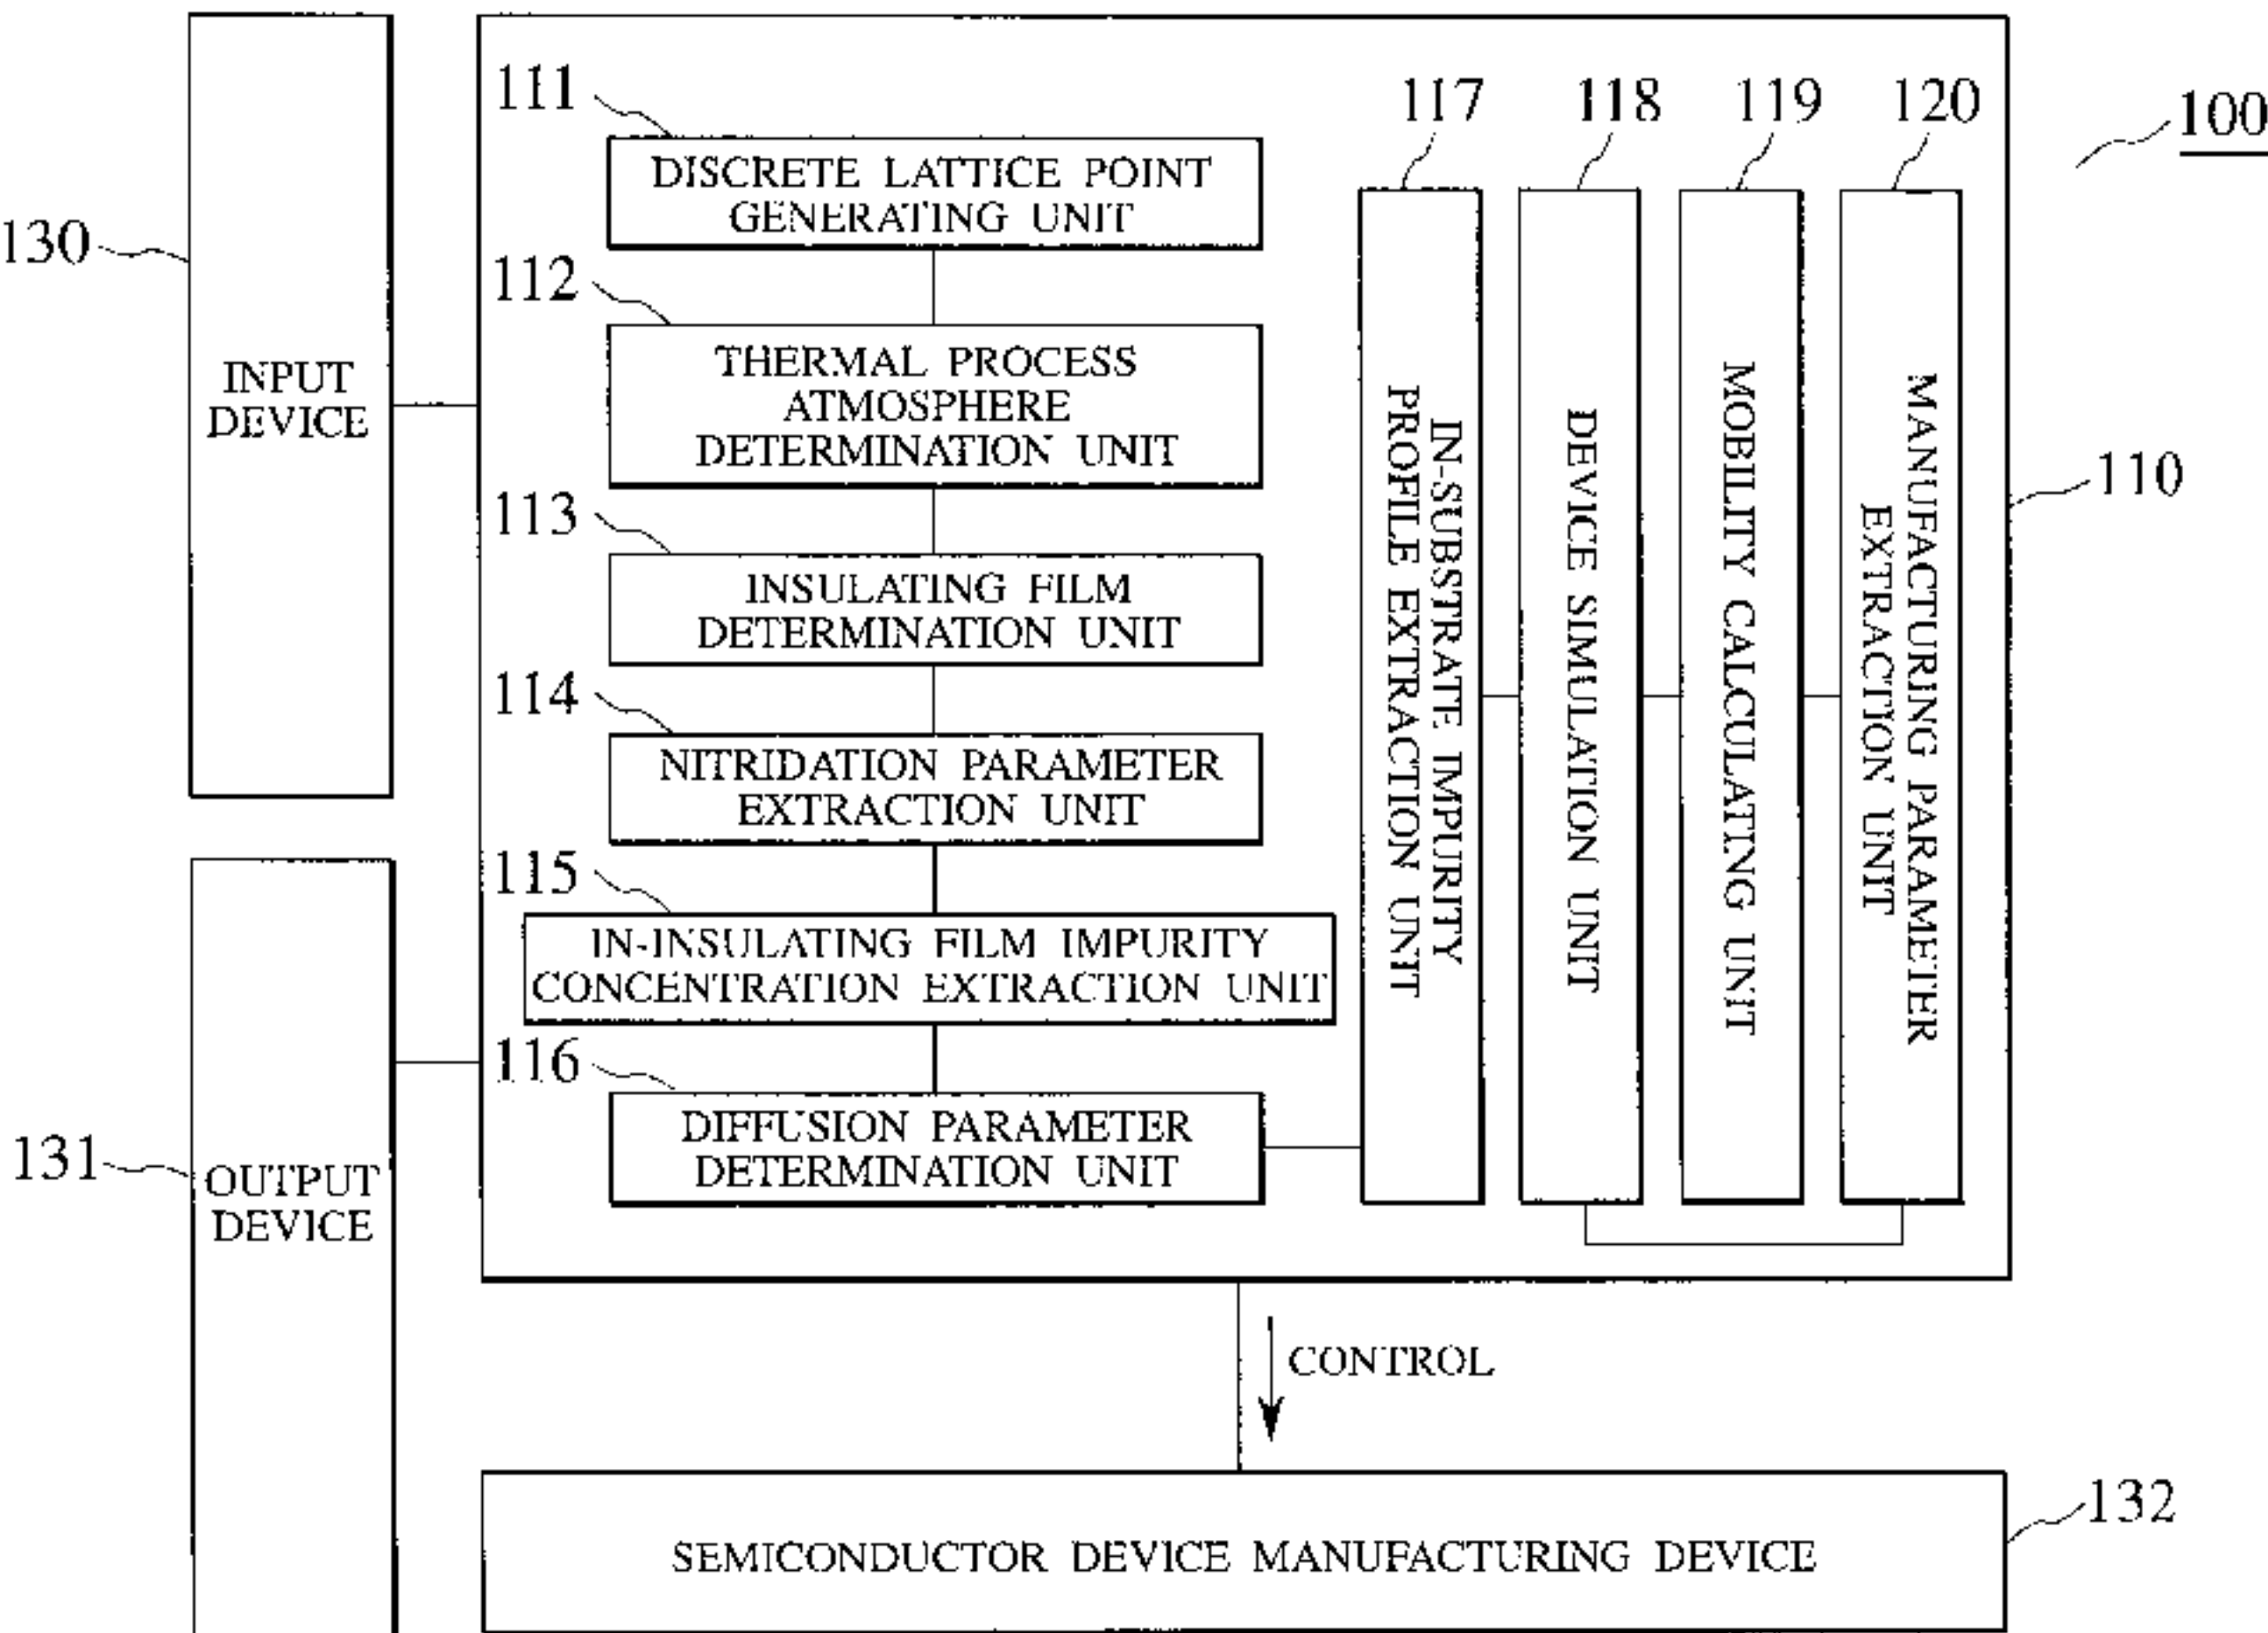 100
110
130
INPUT
DEVICE
131
OUTPUT
DEVICE
111
DISCRETE LATTICE POINT
GENERATING UNIT
112
THERMAL PROCESS
ATMOSPHERE
DETERMINATION UNIT
113
INSULATING FILM
DETERMINATION UNIT
114
NITRIDATION PARAMETER
EXTRACTION UNIT
115
IN-INSULATING FILM IMPURITY
CONCENTRATION EXTRACTION UNIT
116
DIFFUSION PARAMETER
DETERMINATION UNIT
117
IN-SUBSTRATE IMPURITY
PROFILE EXTRACTION UNIT
118
DEVICE SIMULATION UNIT
119
MOBILITY CALCULATING UNIT
120
MANUFACTURING PARAMETER
EXTRACTION UNIT
CONTROL
132
SEMICONDUCTOR DEVICE MANUFACTURING DEVICE